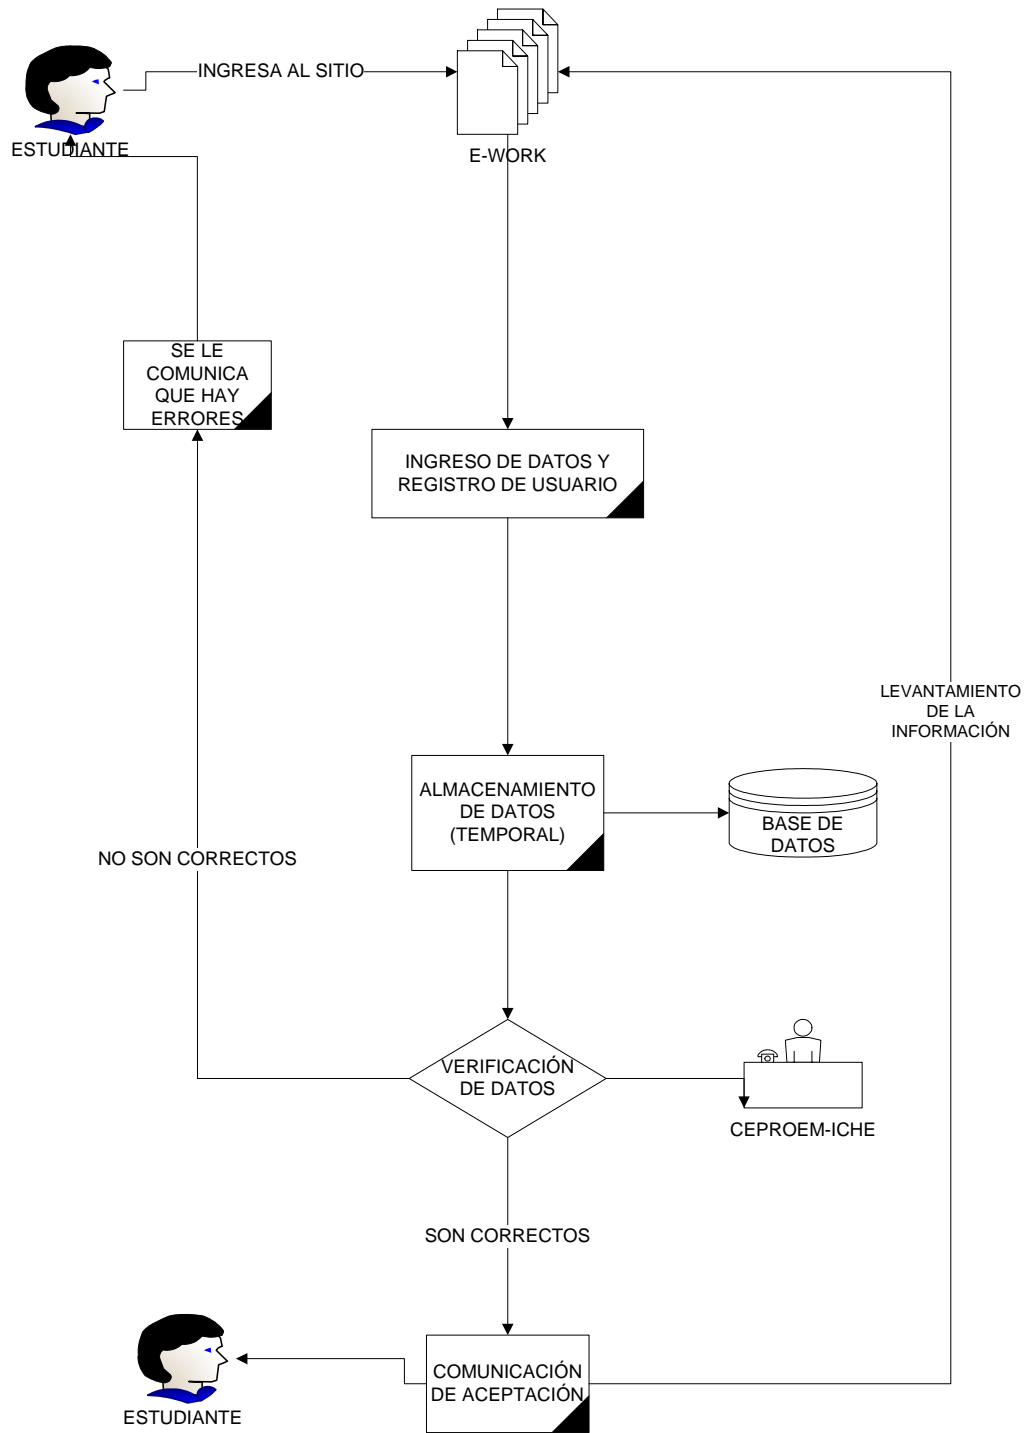 INGRESA AL SITIO
ESTUDIANTE
E-WORK
SE LE
COMUNICA
QUE HAY
ERRORES
INGRESO DE DATOS Y
REGISTRO DE USUARIO
LEVANTAMIENTO
DE LA
INFORMACIÓN
ALMACENAMIENTO
DE DATOS
(TEMPORAL)
BASE DE
DATOS
NO SON CORRECTOS
VERIFICACIÓN
DE DATOS
CEPROEM-ICHE
SON CORRECTOS
COMUNICACIÓN
DE ACEPTACIÓN
ESTUDIANTE